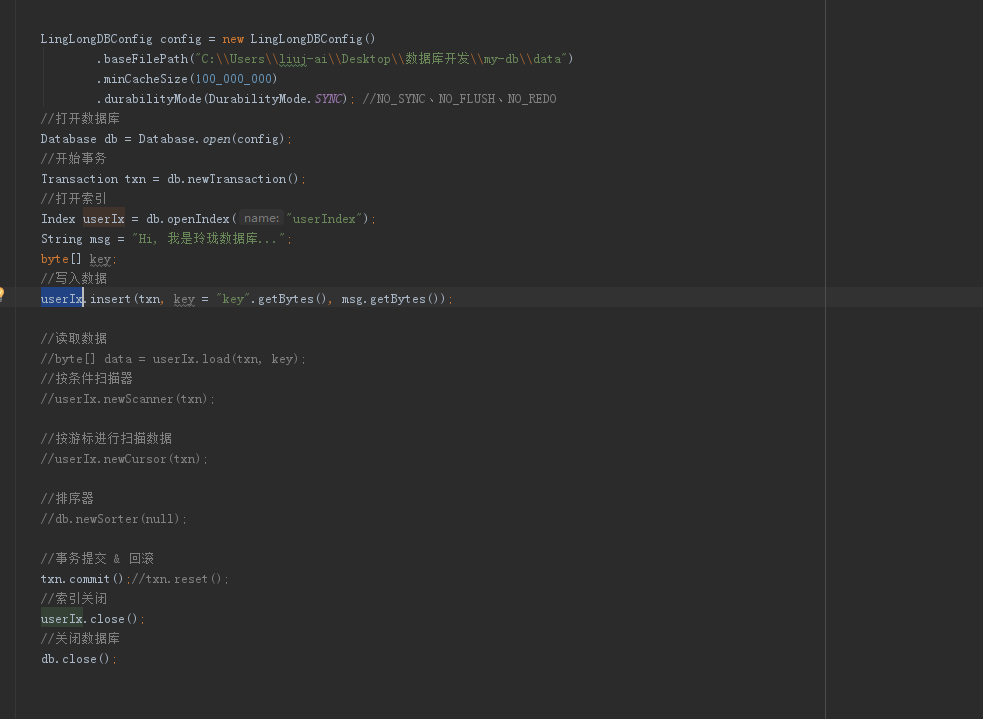 LingLongDBConfig config = new LingLongDBConfig()
.baseFilePath("C:\\Users\\liuj-ai\\Desktop\\数据库开发\\my-db\\data")
.minCacheSize(100_000_000)
.durabilityMode(DurabilityMode.SYNC); //NO_SYNC、NO_FLUSH、NO_REDO
//打开数据库
Database db = Database.open(config);
//开始事务
Transaction txn = db.newTransaction();
//打开索引
Index userIx = db.openIndex( name: "userIndex");
String msg = "Hi, 我是玲珑数据库...";
byte[] key;
//写入数据
userIx.insert(txn, key = "key".getBytes(), msg.getBytes());
//读取数据
//byte[] data = userIx.load(txn, key);
//按条件扫描器
//userIx.newScanner(txn);
//按游标进行扫描数据
//userIx.newCursor(txn);
//排序器
//db.newSorter(null);
//事务提交 & 回滚
txn.commit();//txn.reset();
//索引关闭
userIx.close();
//关闭数据库
db.close();